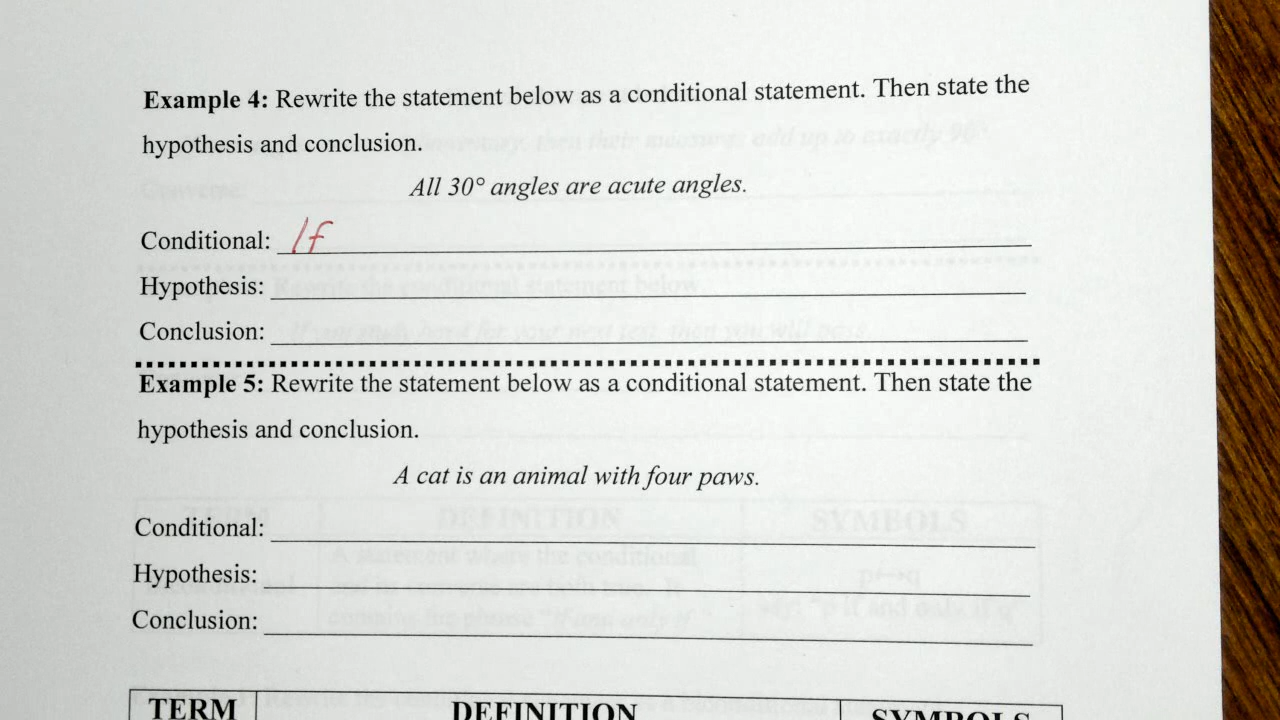 Example 4: Rewrite the statement below as a conditional statement. Then state the
hypothesis and conclusion.
All 30° angles are acute angles.
Conditional: If
Hypothesis:
Conclusion:
Example 5: Rewrite the statement below as a conditional statement. Then state the
hypothesis and conclusion.
A cat is an animal with four paws.
Conditional:
Hypothesis:
Conclusion:
TERM DEFINITION SYMBOLS